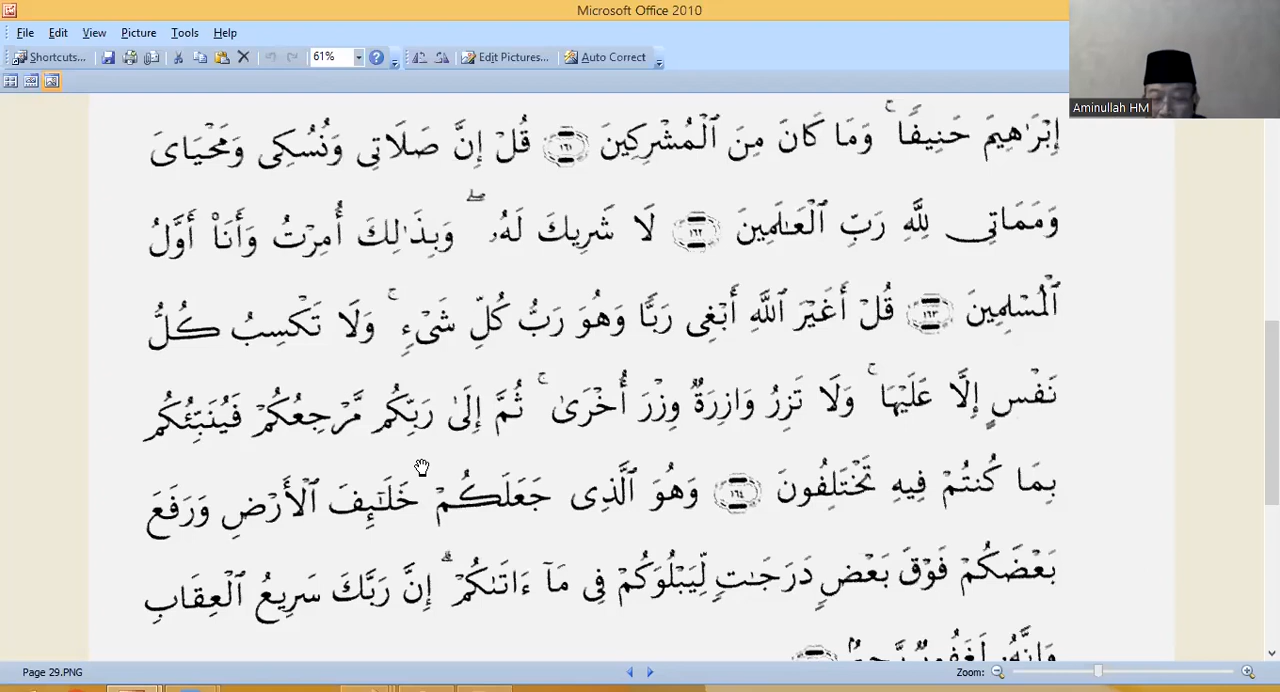 Microsoft Office 2010
File Edit View Picture Tools Help
Shortcuts... 61% Edit Pictures... Auto Correct
Aminullah HM
إِبْرَٰهِيمَ حَنِيفًا ۚ وَمَا كَانَ مِنَ ٱلْمُشْرِكِينَ ١٦١ قُلْ إِنَّ صَلَاتِى وَنُسُكِى وَمَحْيَاىَ
وَمَمَاتِى لِلَّهِ رَبِّ ٱلْعَـٰلَمِينَ ١٦٢ لَا شَرِيكَ لَهُۥ ۖ وَبِذَٰلِكَ أُمِرْتُ وَأَنَا۠ أَوَّلُ
ٱلْمُسْلِمِينَ ١٦٣ قُلْ أَغَيْرَ ٱللَّهِ أَبْغِى رَبًّا وَهُوَ رَبُّ كُلِّ شَىْءٍ ۚ وَلَا تَكْسِبُ كُلُّ
نَفْسٍ إِلَّا عَلَيْهَا ۚ وَلَا تَزِرُ وَازِرَةٌ وِزْرَ أُخْرَىٰ ۚ ثُمَّ إِلَىٰ رَبِّكُم مَّرْجِعُكُمْ فَيُنَبِّئُكُم
بِمَا كُنتُمْ فِيهِ تَخْتَلِفُونَ ١٦٤ وَهُوَ ٱلَّذِى جَعَلَكُمْ خَلَـٰٓئِفَ ٱلْأَرْضِ وَرَفَعَ
بَعْضَكُمْ فَوْقَ بَعْضٍ دَرَجَـٰتٍ لِّيَبْلُوَكُمْ فِى مَآ ءَاتَىٰكُمْ ۗ إِنَّ رَبَّكَ سَرِيعُ ٱلْعِقَابِ
وَإِنَّهُۥ لَغَفُورٌ رَّحِيمٌۢ
Page 29.PNG Zoom: